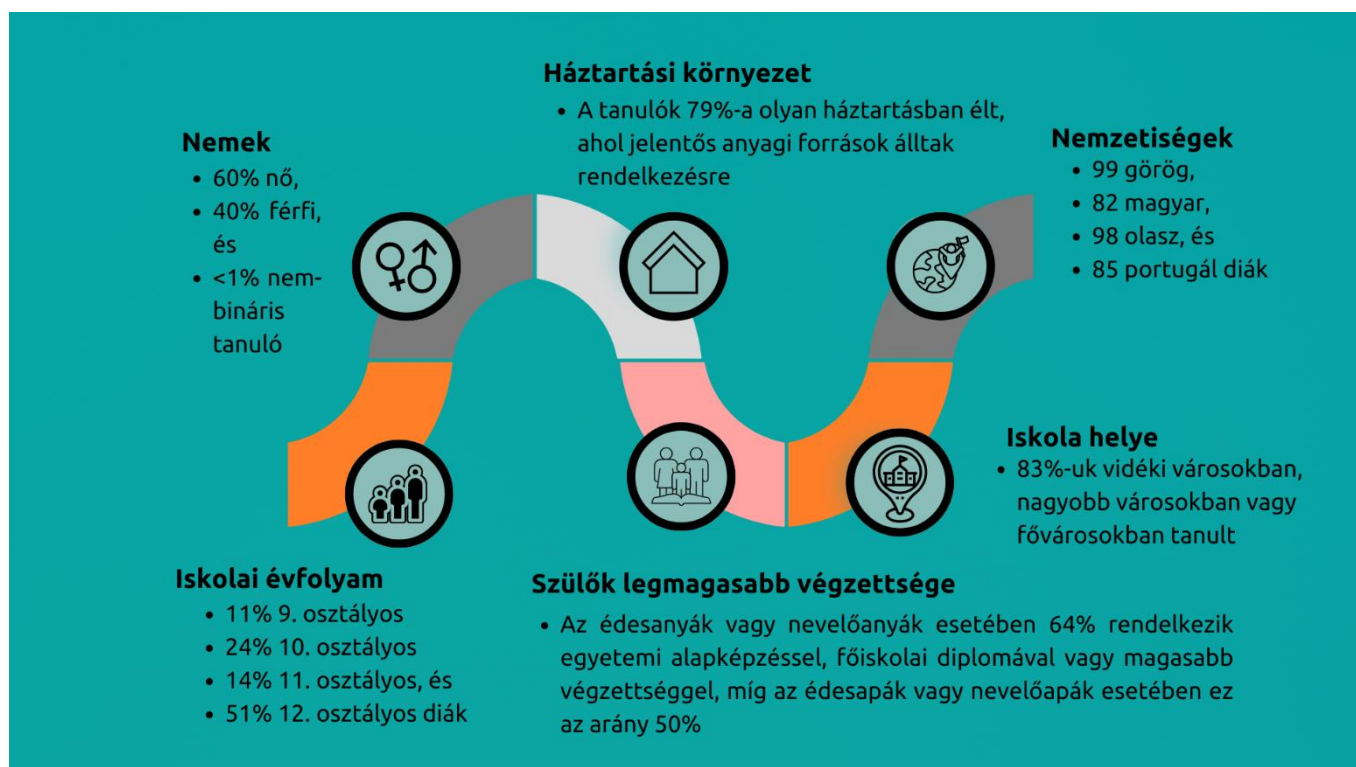 Háztartási környezet
• A tanulók 79%-a olyan háztartásban élt,
ahol jelentős anyagi források álltak
rendelkezésre
Nemek
• 60% nő,
• 40% férfi,
és
• <1% nem-
bináris
tanuló
Nemzetiségek
• 99 görög,
• 82 magyar,
• 98 olasz, és
• 85 portugál diák
Iskola helye
• 83%-uk vidéki városokban,
nagyobb városokban vagy
fővárosokban tanult
Iskolai évfolyam
• 11% 9. osztályos
• 24% 10. osztályos
• 14% 11. osztályos, és
• 51% 12. osztályos diák
Szülők legmagasabb végzettsége
• Az édesanyák vagy nevelőanyák esetében 64% rendelkezik
egyetemi alapképzéssel, főiskolai diplomával vagy magasabb
végzettséggel, míg az édesapák vagy nevelőapák esetében ez
az arány 50%